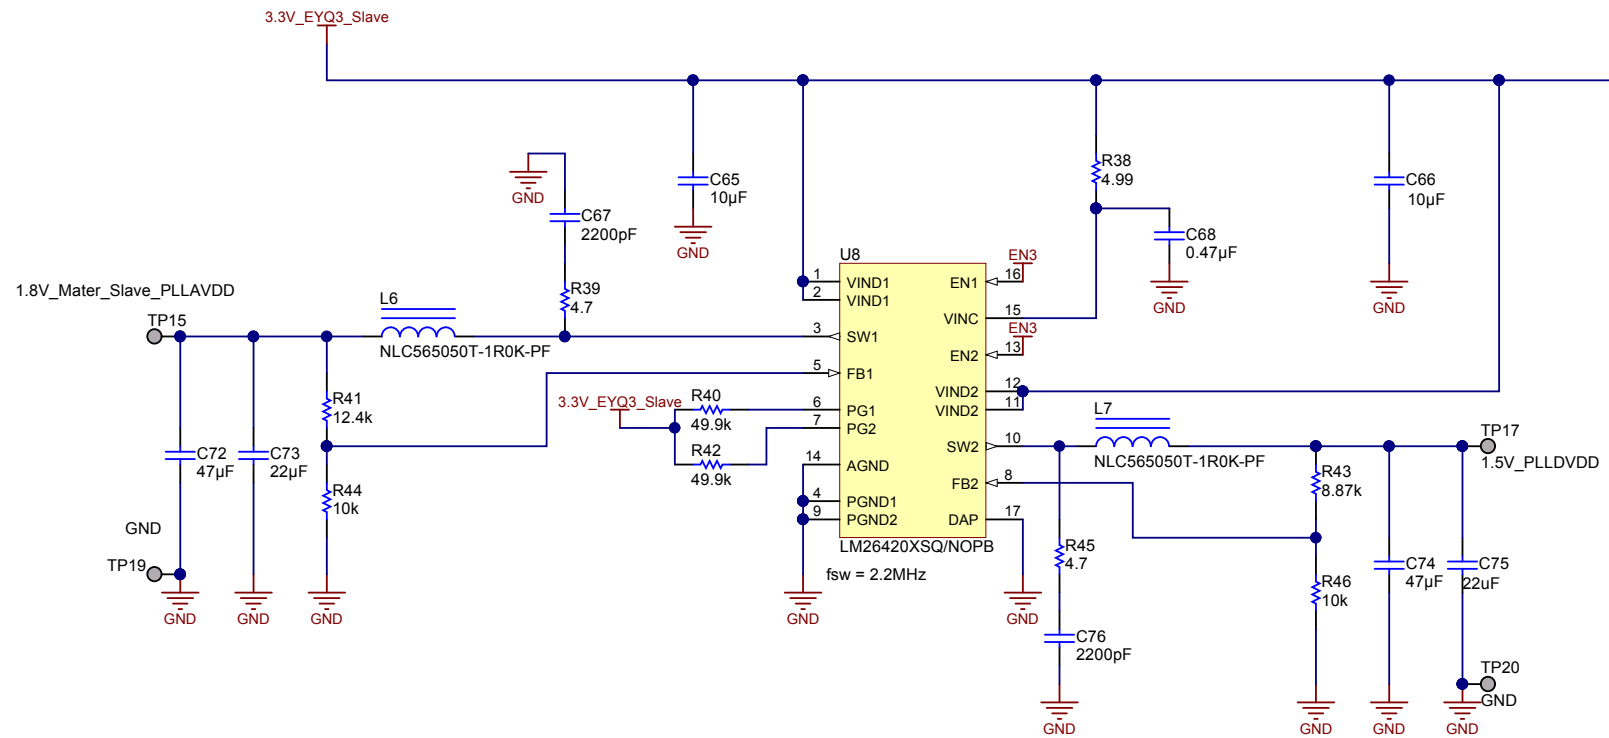 3.3V_EYQ3_Slave
R38
4.99
C65
10µF
C66
10µF
GND
C67
2200pF
C68
0.47µF
GND
U8
EN3
1.8V_Mater_Slave_PLLAVDD
L6
R39
4.7
GND
GND
TP15
NLC565050T-1R0K-PF
1 VIND1
2 VIND1
3 SW1
5 FB1
6 PG1
7 PG2
14 AGND
4 PGND1
9 PGND2
EN1 16
VINC 15
EN3
EN2 13
VIND2 12
VIND2 11
SW2 10
FB2 8
DAP 17
LM26420XSQ/NOPB
fsw = 2.2MHz
3.3V_EYQ3_Slave
R40
49.9k
R42
49.9k
R41
12.4k
C72
47µF
C73
22µF
R44
10k
GND
TP19
GND
GND
GND
GND
GND
L7
NLC565050T-1R0K-PF
TP17
1.5V_PLLDVDD
R43
8.87k
R45
4.7
R46
10k
C74
47µF
C75
22uF
C76
2200pF
TP20
GND
GND
GND
GND
GND